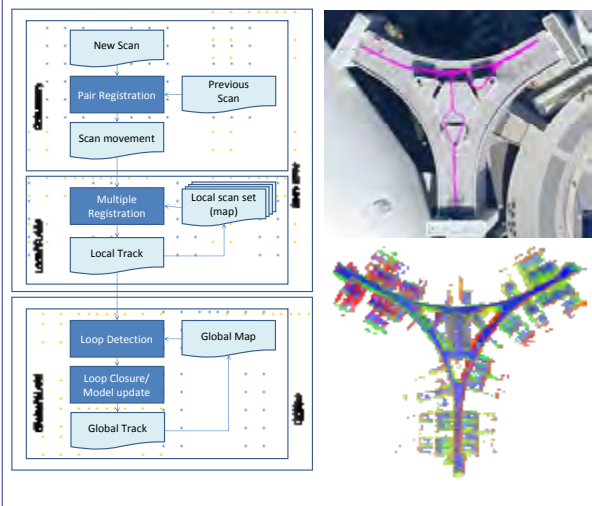 New Scan
Pair Registration
Previous
Scan
Scan movement
Multiple
Registration
Local scan set
(map)
Local Track
Loop Detection
Global Map
Loop Closure/
Model update
Global Track